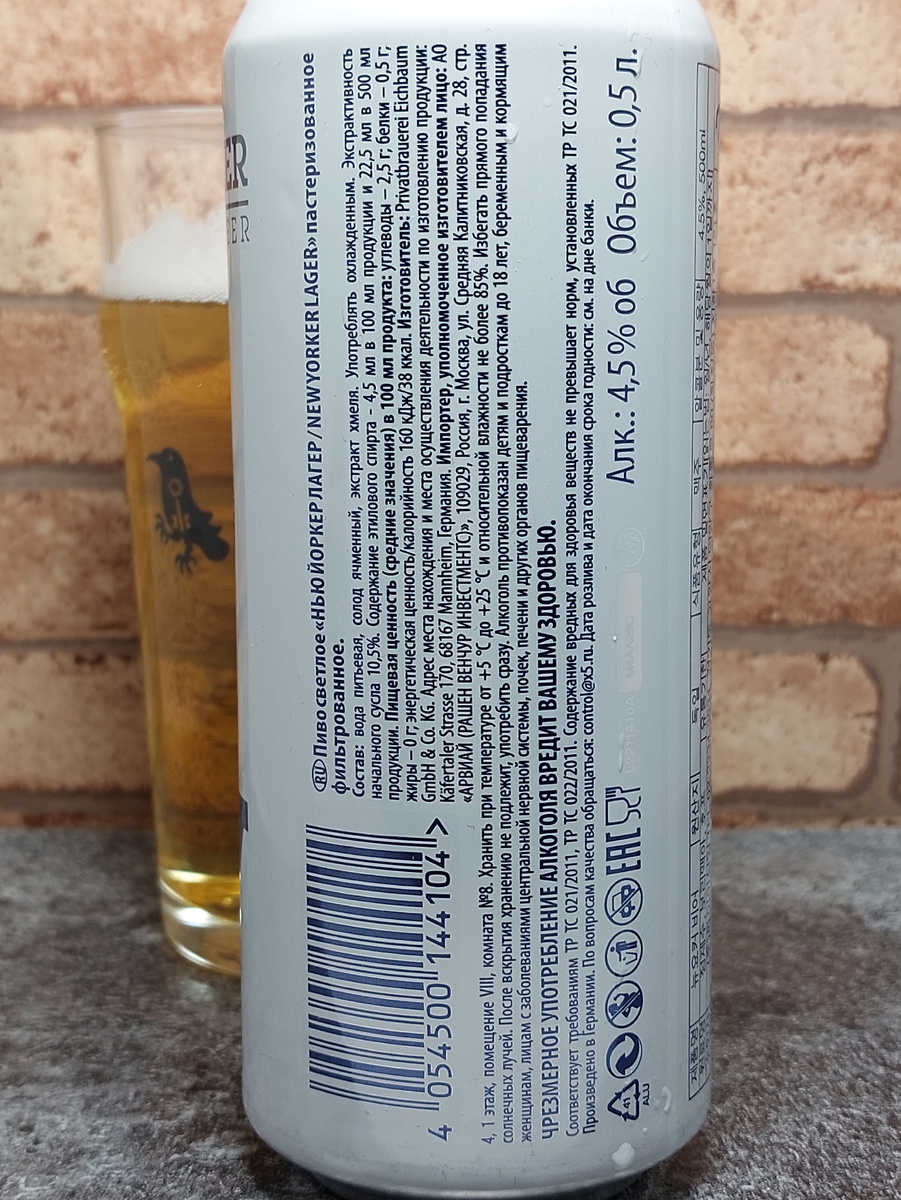 ER
ER
RU Пиво светлое «НЬЮ ЙОРКЕР ЛАГЕР / NEW YORKER LAGER» пастеризованное
фильтрованное.
Состав: вода питьевая, солод ячменный, экстракт хмеля. Употреблять охлажденным. Экстрактивность
начального сусла 10.5%. Содержание этилового спирта - 4,5 мл в 100 мл продукции и 22,5 мл в 500 мл
продукции. Пищевая ценность (средние значения) в 100 мл продукта: углеводы – 2,5 г; белки – 0,5 г;
жиры – 0 г; энергетическая ценность/калорийность 160 кДж/38 ккал. Изготовитель: Privatbrauerei Eichbaum
GmbH & Co. KG. Адрес места нахождения и места осуществления деятельности по изготовлению продукции:
Käfertaler Strasse 170, 68167 Mannheim, Германия. Импортер, уполномоченное изготовителем лицо: АО
«АРВИАЙ (РАШЕН ВЕНЧУР ИНВЕСТМЕНТС)», 109029, Россия, г. Москва, ул. Средняя Калитниковская, д. 28, стр.
4, 1 этаж, помещение VIII, комната №8. Хранить при температуре от +5 °С до +25 °С и относительной влажности не более 85%. Избегать прямого попадания
солнечных лучей. После вскрытия хранению не подлежит, употребить сразу. Алкоголь противопоказан детям и подросткам до 18 лет, беременным и кормящим
женщинам, лицам с заболеваниями центральной нервной системы, почек, печени и других органов пищеварения.
ЧРЕЗМЕРНОЕ УПОТРЕБЛЕНИЕ АЛКОГОЛЯ ВРЕДИТ ВАШЕМУ ЗДОРОВЬЮ.
Соответствует требованиям ТР ТС 021/2011, ТР ТС 022/2011. Содержание вредных для здоровья веществ не превышает норм, установленных ТР ТС 021/2011.
Произведено в Германии. По вопросам качества обращаться: control@x5.ru. Дата розлива и дата окончания срока годности: см. на дне банки.
4 054500 144104 >
41
ALU
18+
EAC
Алк.: 4,5% об Объем: 0,5 л.
4.5%, 500ml